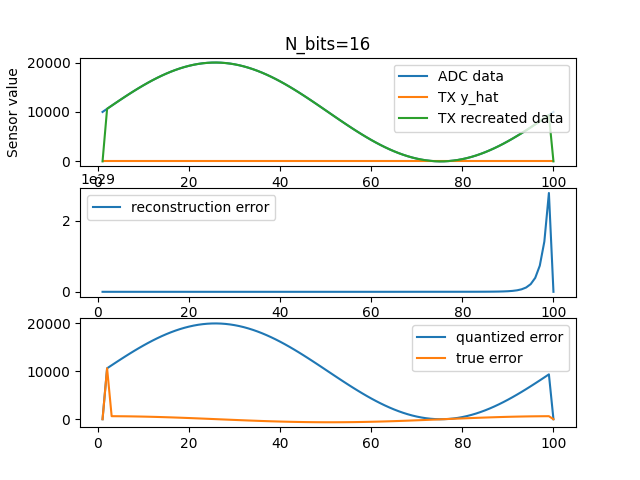 N_bits=16
Sensor value
20000
10000
0
ADC data
TX y_hat
TX recreated data
0 20 40 60 80 100
1e29
2
0
reconstruction error
0 20 40 60 80 100
20000
10000
0
quantized error
true error
0 20 40 60 80 100